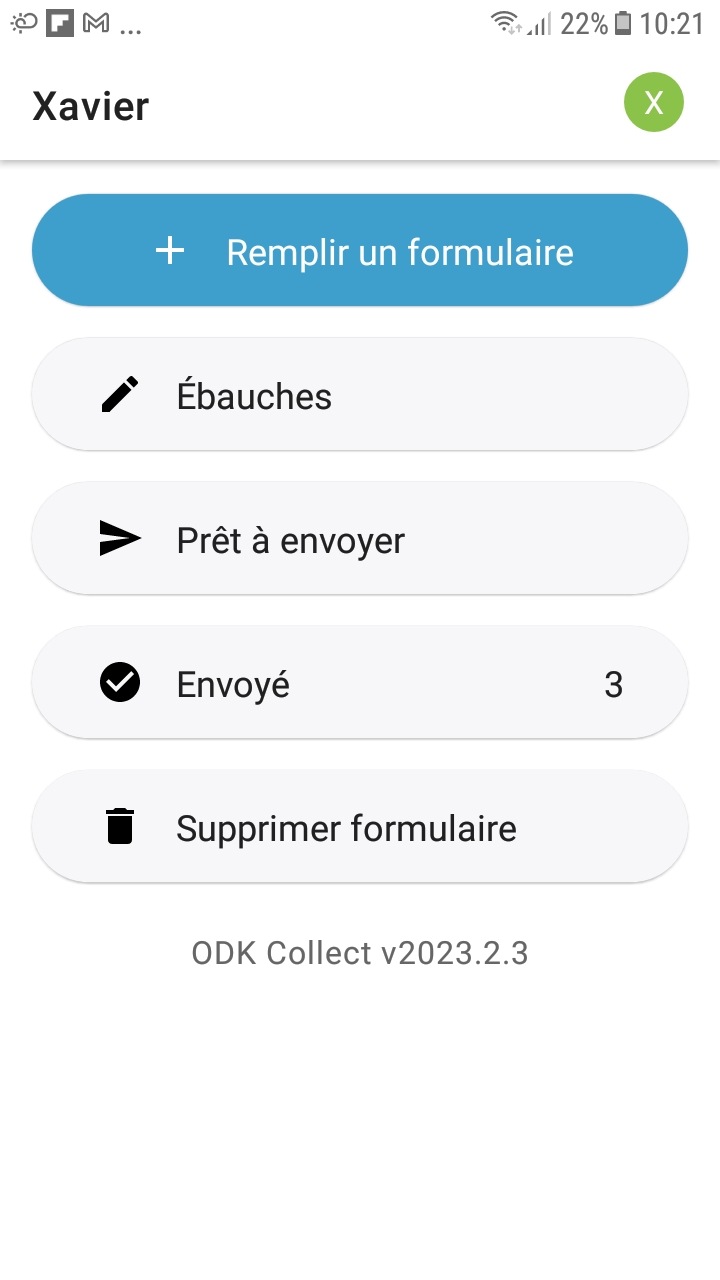 ... 22% 10:21
Xavier
X
Remplir un formulaire
Ébauches
Prêt à envoyer
Envoyé 3
Supprimer formulaire
ODK Collect v2023.2.3